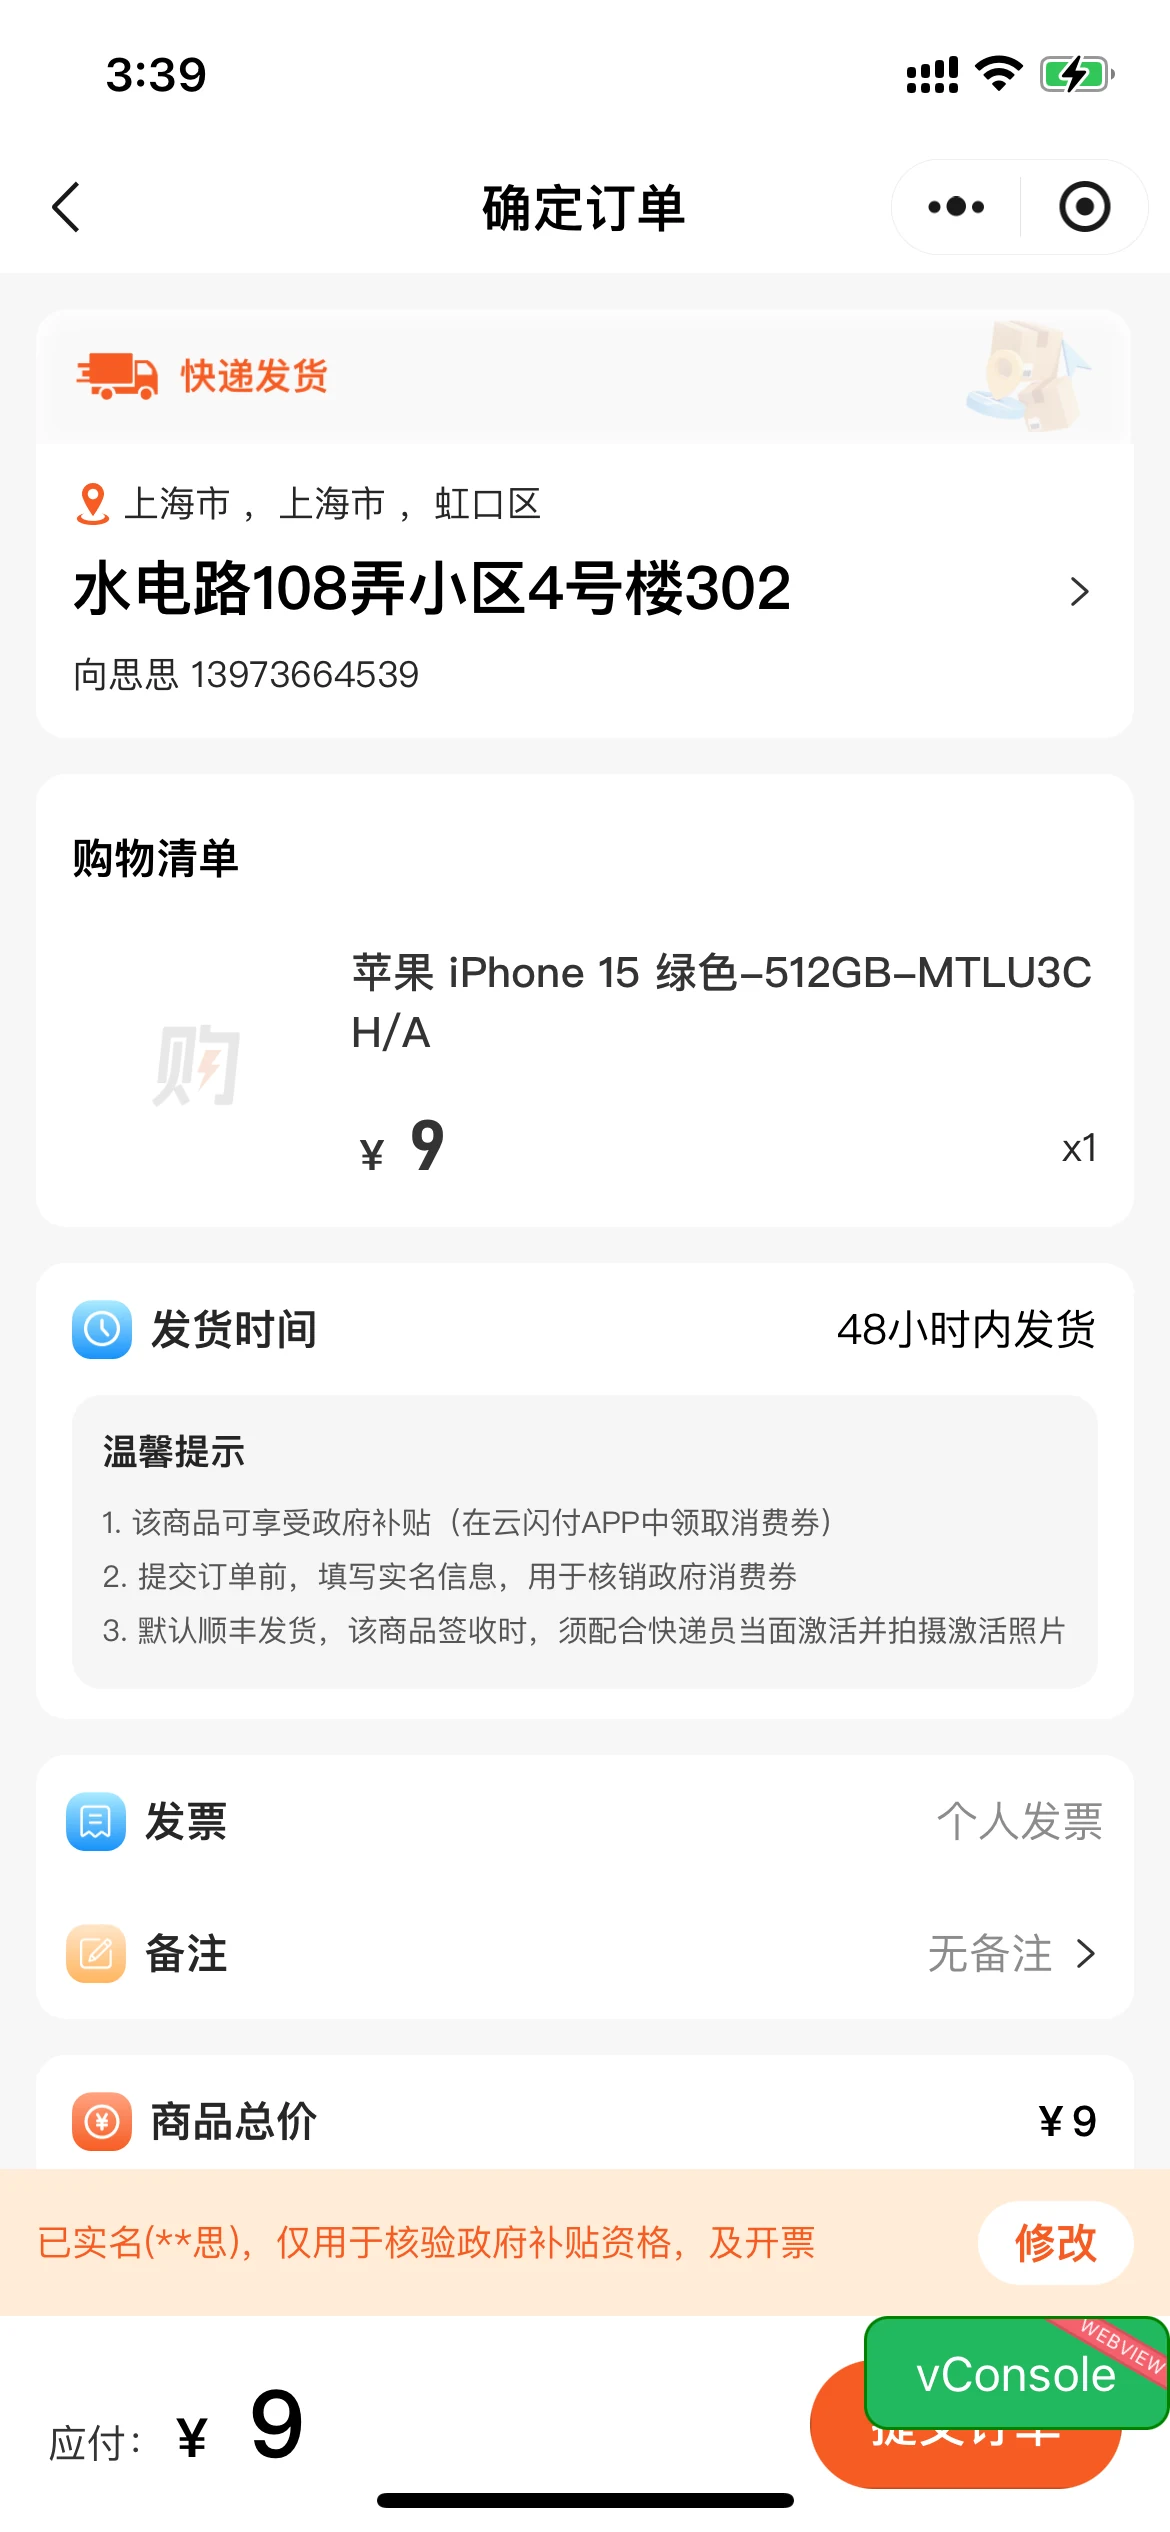 3:39
确定订单
快递发货
上海市，上海市，虹口区
水电路108弄小区4号楼302
向思思 13973664539
购物清单
苹果 iPhone 15 绿色-512GB-MTLU3C
H/A
购
¥ 9
x1
发货时间
48小时内发货
温馨提示
1. 该商品可享受政府补贴（在云闪付APP中领取消费券）
2. 提交订单前，填写实名信息，用于核销政府消费券
3. 默认顺丰发货，该商品签收时，须配合快递员当面激活并拍摄激活照片
发票
个人发票
备注
无备注
商品总价
¥ 9
已实名(**思)，仅用于核验政府补贴资格，及开票
修改
WEBVIEW
vConsole
应付： ¥ 9
提交订单